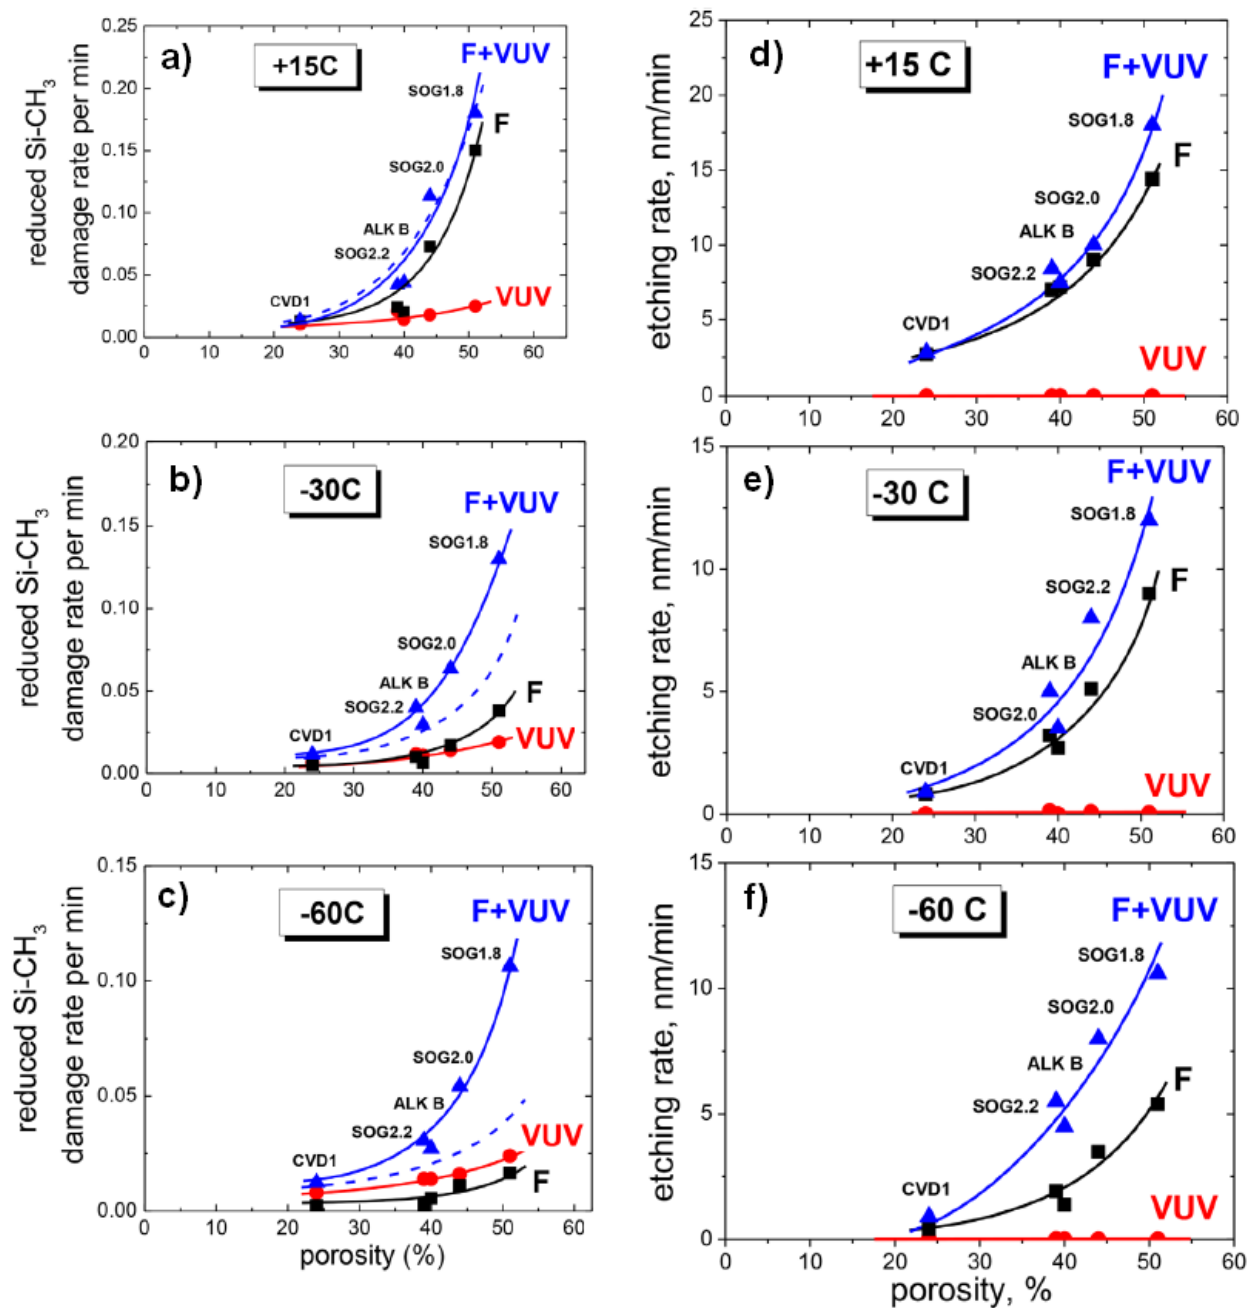 a)
+15C
F+VUV
SOG1.8
F
SOG2.0
ALK B
SOG2.2
CVD1
VUV
reduced Si-CH3
damage rate per min
0.25
0.20
0.15
0.10
0.05
0.00
0 10 20 30 40 50 60
d)
+15 C
F+VUV
SOG1.8
F
SOG2.0
ALK B
SOG2.2
CVD1
VUV
etching rate, nm/min
25
20
15
10
5
0
0 10 20 30 40 50 60
b)
-30C
F+VUV
SOG1.8
SOG2.0
ALK B
SOG2.2
CVD1
F
VUV
reduced Si-CH3
damage rate per min
0.20
0.15
0.10
0.05
0.00
0 10 20 30 40 50 60
e)
-30 C
F+VUV
SOG1.8
SOG2.2
F
ALK B
SOG2.0
CVD1
VUV
etching rate, nm/min
15
10
5
0
0 10 20 30 40 50 60
c)
-60C
F+VUV
SOG1.8
SOG2.0
ALK B
SOG2.2
CVD1
VUV
F
reduced Si-CH3
damage rate per min
0.15
0.10
0.05
0.00
0 10 20 30 40 50 60
porosity (%)
f)
-60 C
F+VUV
SOG1.8
SOG2.0
ALK B
SOG2.2
F
CVD1
VUV
etching rate, nm/min
15
10
5
0
0 10 20 30 40 50 60
porosity, %